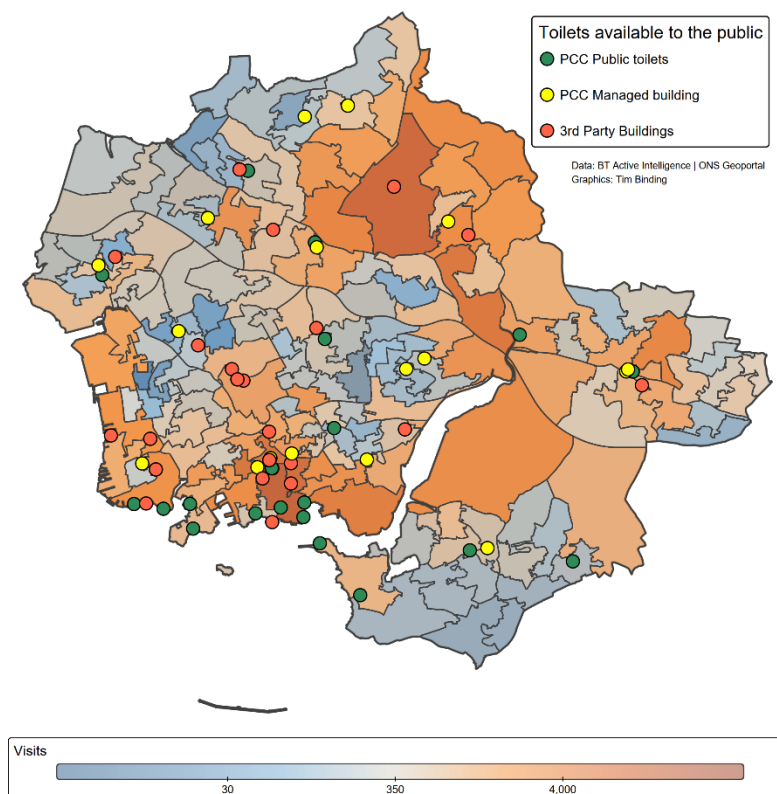 Toilets available to the public
PCC Public toilets
PCC Managed building
3rd Party Buildings
Data: BT Active Intelligence | ONS Geoportal
Graphics: Tim Binding
Visits
30
350
4,000